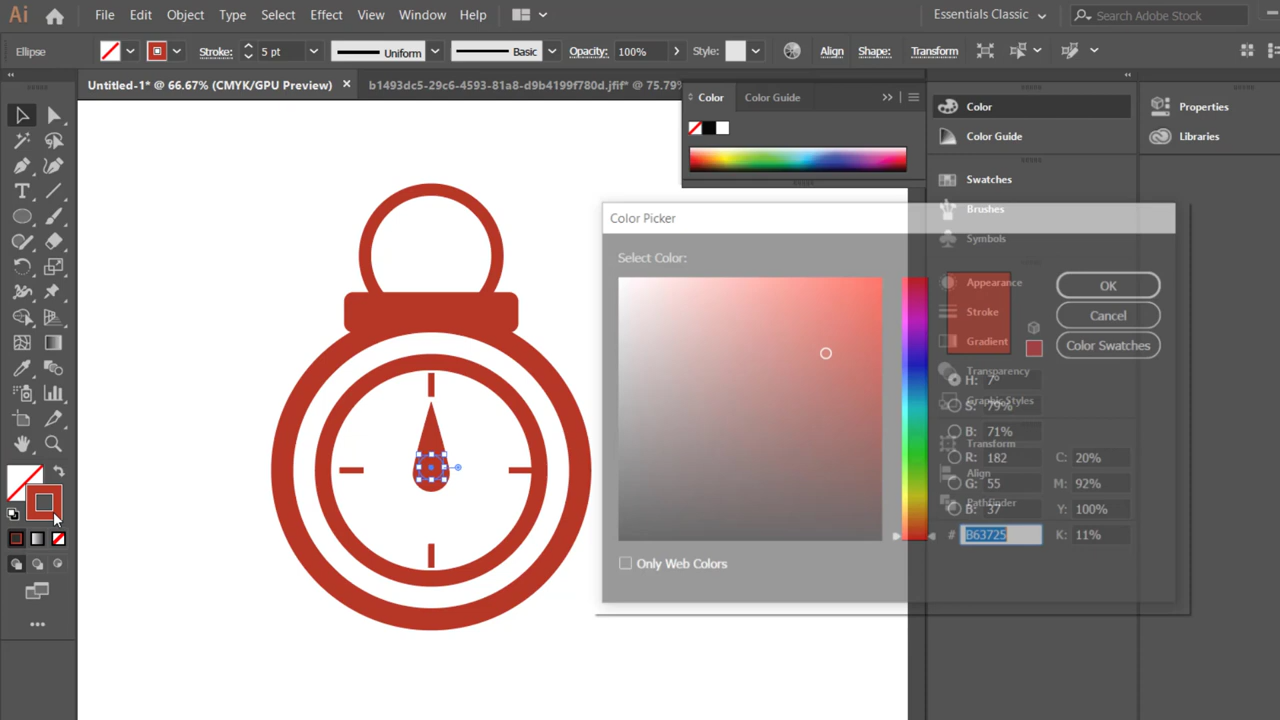 Ai File Edit Object Type Select Effect View Window Help Essentials Classic Search Adobe Stock
Ellipse Stroke: 5 pt Uniform Basic Opacity: 100% Style: Align Shape: Transform
Untitled-1* @ 66.67% (CMYK/GPU Preview) × b1493dc5-29c6-4593-81a8-d9b4199f780d.jfif* @ 75.79%
Color Color Guide
Color
Color Guide
Swatches
Brushes
Symbols
Appearance
Stroke
Gradient
Transparency
Graphic Styles
Transform
Align
Pathfinder
Properties
Libraries
Color Picker
Select Color:
OK
Cancel
Color Swatches
H: 7°
S: 79%
B: 71%
R: 182 C: 20%
G: 55 M: 92%
B: 37 Y: 100%
# B63725 K: 11%
Only Web Colors